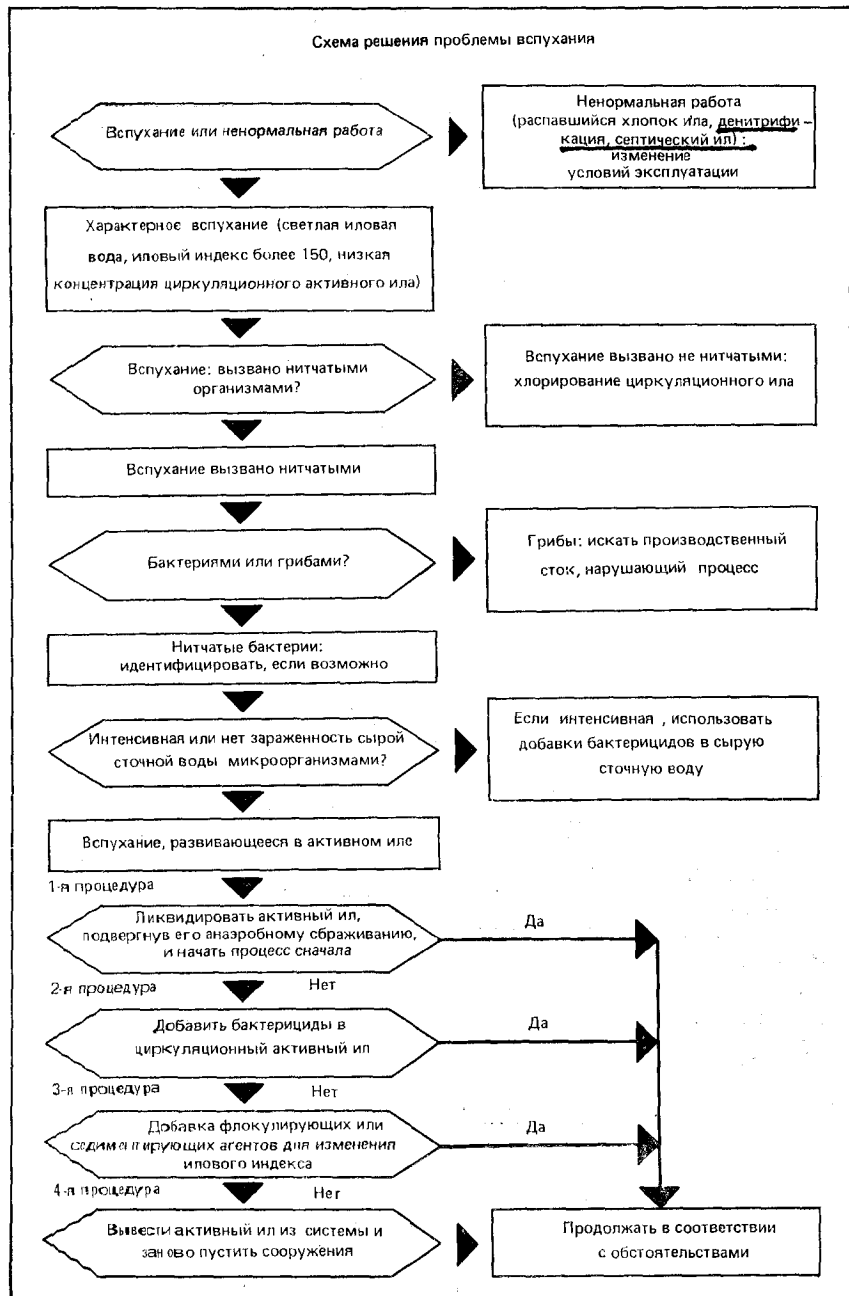 Схема решения проблемы вспухания
Вспухание или ненормальная работа
Ненормальная работа
(распавшийся хлопок ила, денитрифи-
кация, септический ил) :
изменение
условий эксплуатации
Характерное вспухание (светлая иловая
вода, иловый индекс более 150, низкая
концентрация циркуляционного активного ила)
Вспухание: вызвано нитчатыми
организмами?
Вспухание вызвано не нитчатыми:
хлорирование циркуляционного ила
Вспухание вызвано нитчатыми
Бактериями или грибами?
Грибы: искать производственный
сток, нарушающий процесс
Нитчатые бактерии:
идентифицировать, если возможно
Интенсивная или нет зараженность сырой
сточной воды микроорганизмами?
Если интенсивная , использовать
добавки бактерицидов в сырую
сточную воду
Вспухание, развивающееся в активном иле
1-я процедура
Ликвидировать активный ил,
подвергнув его анаэробному сбраживанию,
и начать процесс сначала
Да
2-я процедура
Нет
Добавить бактерициды в
циркуляционный активный ил
Да
3-я процедура
Нет
Добавка флокулирующих или
седиментирующих агентов для изменения
илового индекса
Да
4-я процедура
Нет
Вывести активный ил из системы и
заново пустить сооружения
Продолжать в соответствии
с обстоятельствами